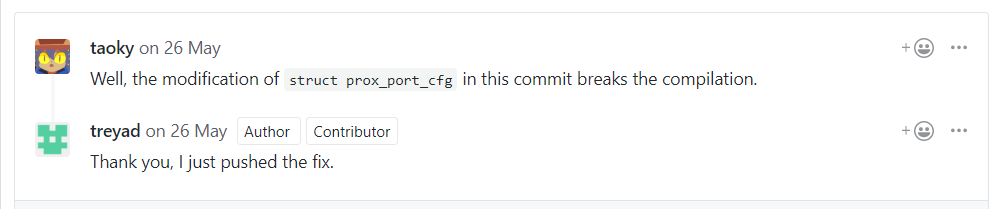 taoky on 26 May
Well, the modification of struct prox_port_cfg in this commit breaks the compilation.
treyad on 26 May Author Contributor
Thank you, I just pushed the fix.